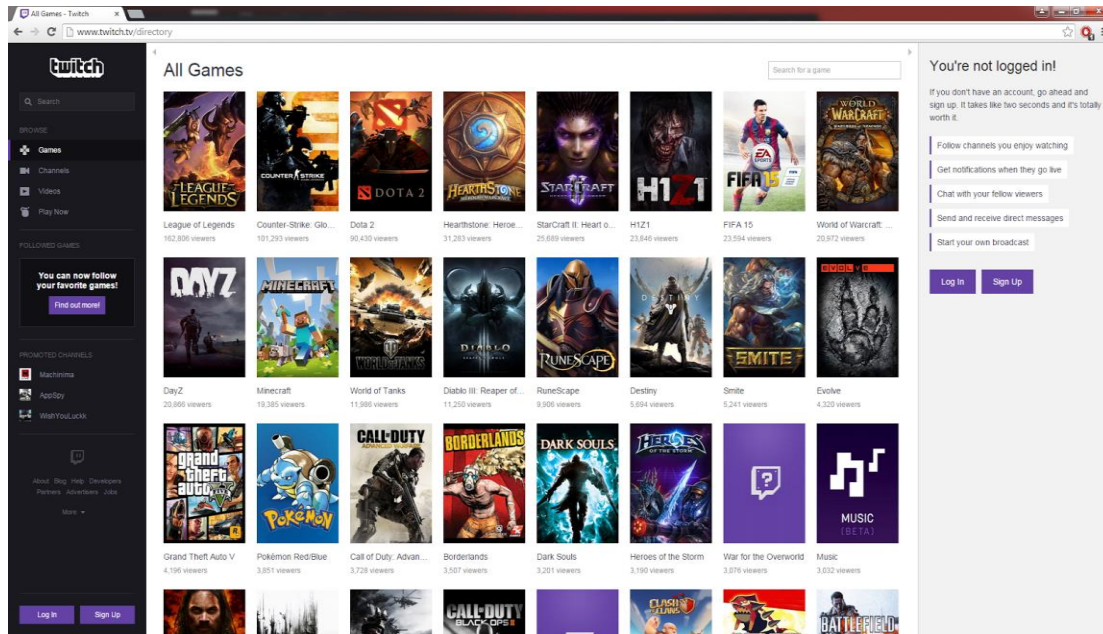 All Games - Twitch
www.twitch.tv/directory
twitch
Search
BROWSE
Games
Channels
Videos
Play Now
FOLLOWED GAMES
You can now follow
your favorite games!
Find out more!
PROMOTED CHANNELS
Machinima
AppSpy
WishYouLuckk
About Blog Help Developers
Partners Advertisers Jobs
More
Log In Sign Up
All Games
Search for a game
LEAGUE OF LEGENDS
COUNTER STRIKE
DOTA 2
HEARTHSTONE
STARCRAFT II
H1Z1
EA SPORTS
FIFA 15
WORLD WARCRAFT
League of Legends Counter-Strike: Glo... Dota 2 Hearthstone: Heroe... StarCraft II: Heart o... H1Z1 FIFA 15 World of Warcraft: ...
162,806 viewers 101,293 viewers 90,430 viewers 31,283 viewers 25,689 viewers 23,846 viewers 23,594 viewers 20,972 viewers
DAYZ
MINECRAFT
WORLD OF TANKS
DIABLO
RUNESCAPE
DESTINY
SMITE
EVOLVE
DayZ Minecraft World of Tanks Diablo III: Reaper of... RuneScape Destiny Smite Evolve
20,866 viewers 19,385 viewers 11,986 viewers 11,250 viewers 9,906 viewers 5,694 viewers 5,241 viewers 4,320 viewers
grand theft auto V
POKéMON
CALL OF DUTY
ADVANCED WARFARE
BORDERLANDS
DARK SOULS
HEROES
OF THE STORM
MUSIC
(BETA)
Grand Theft Auto V Pokémon Red/Blue Call of Duty: Advan... Borderlands Dark Souls Heroes of the Storm War for the Overworld Music
4,196 viewers 3,851 viewers 3,728 viewers 3,507 viewers 3,201 viewers 3,190 viewers 3,076 viewers 3,032 viewers
CALL OF DUTY
BLACK OPS II
CLASH OF CLANS
BATTLEFIELD
You're not logged in!
If you don't have an account, go ahead and
sign up. It takes like two seconds and it's totally
worth it.
Follow channels you enjoy watching
Get notifications when they go live
Chat with your fellow viewers
Send and receive direct messages
Start your own broadcast
Log In Sign Up